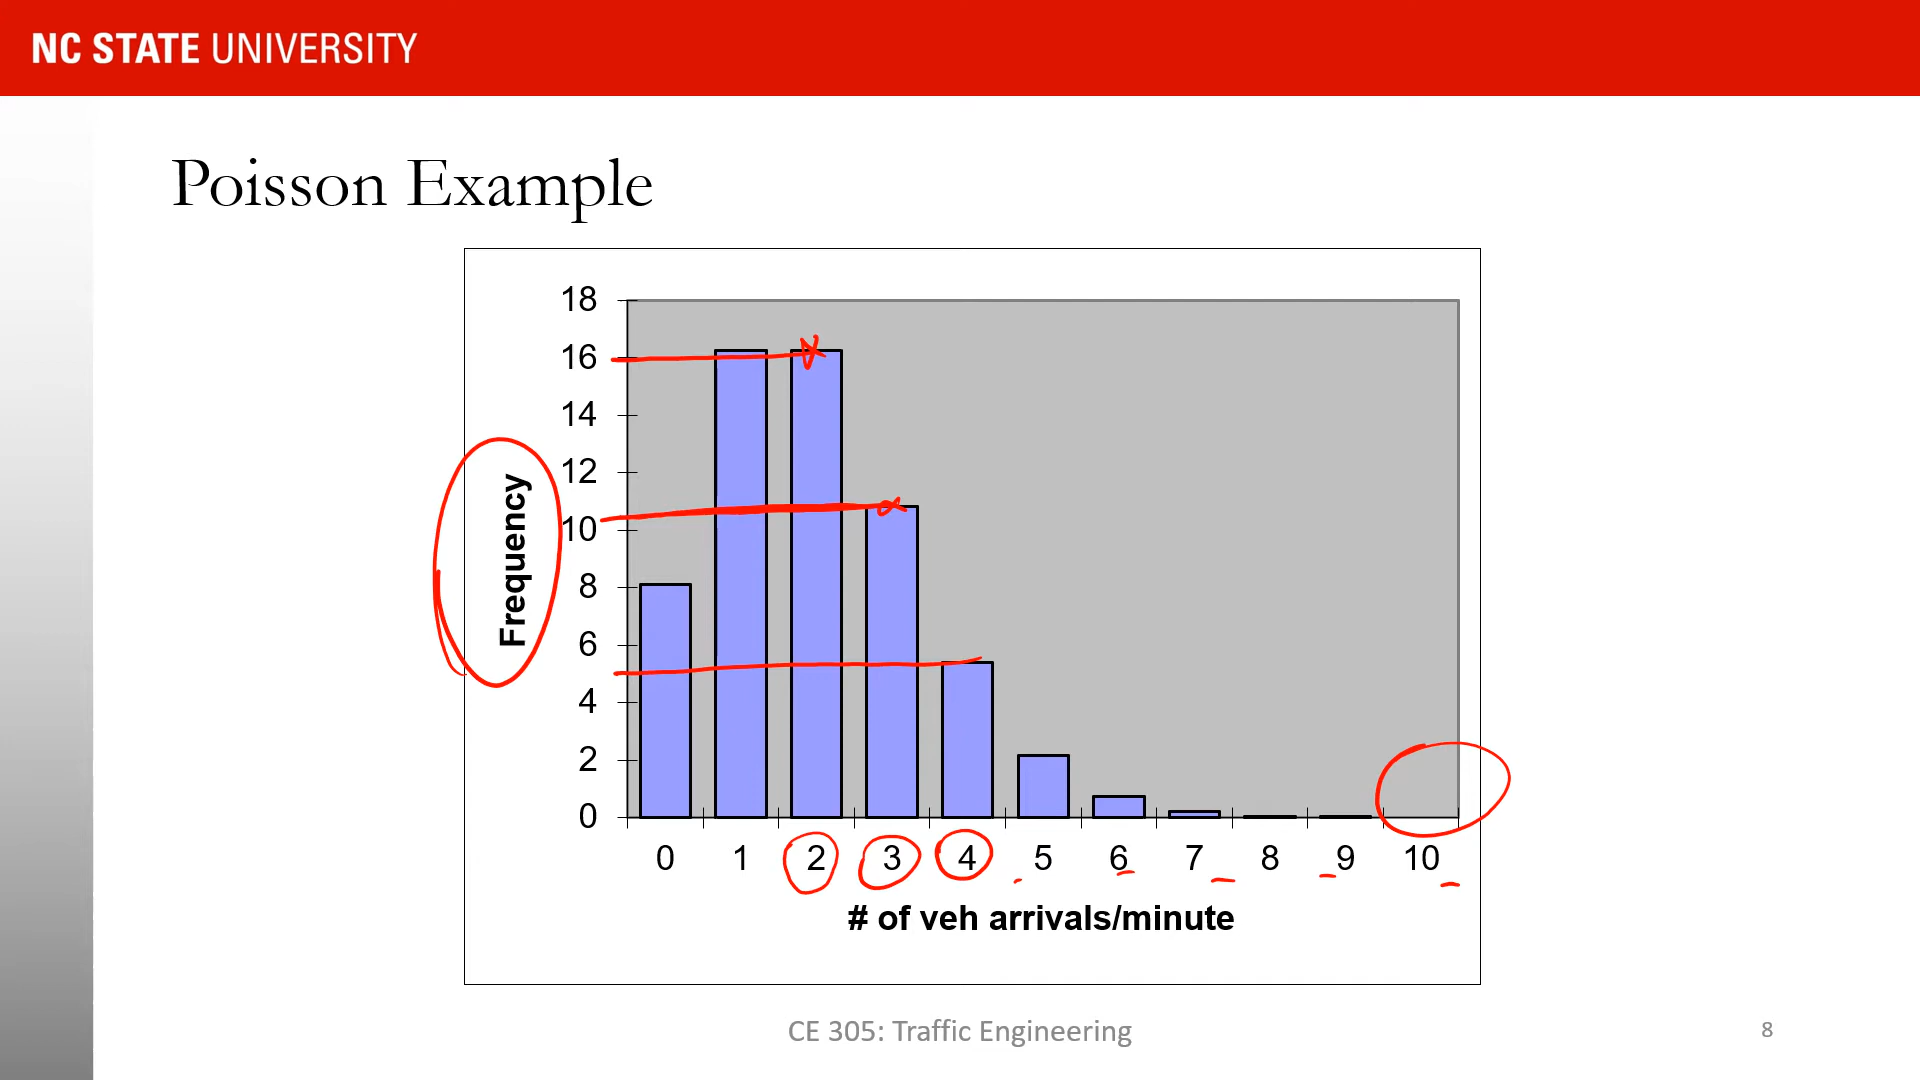 NC STATE UNIVERSITY
Poisson Example
18
16
14
12
10
8
6
4
2
0
Frequency
0 1 2 3 4 5 6 7 8 9 10
# of veh arrivals/minute
CE 305: Traffic Engineering
8